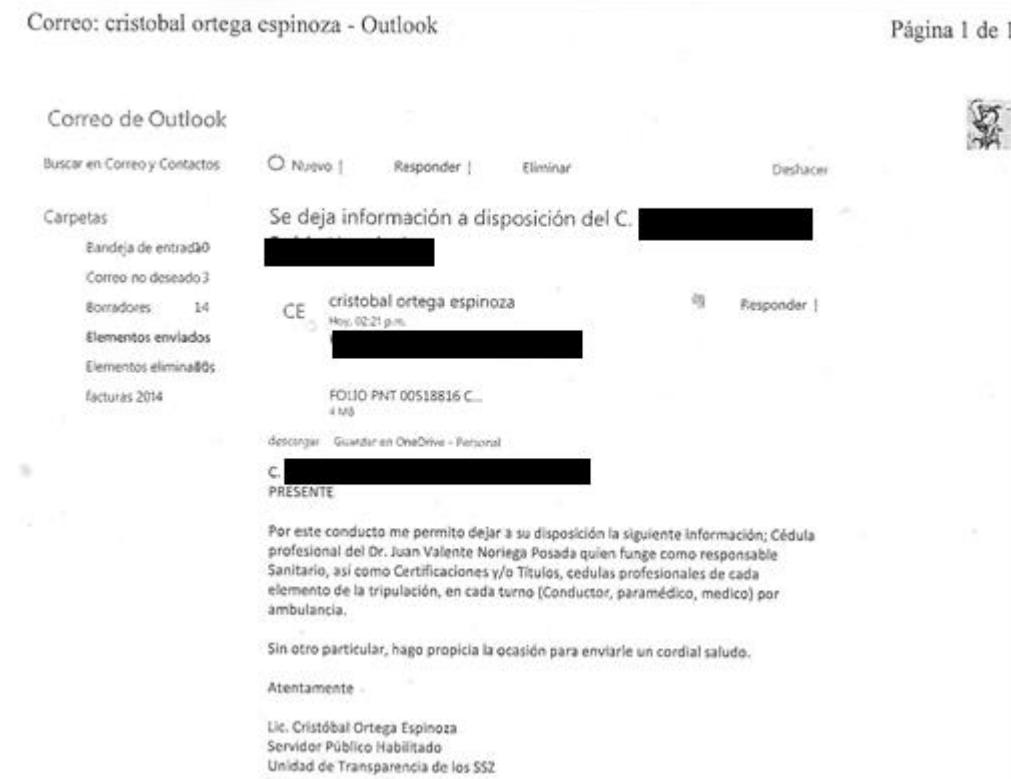 Correo: cristobal ortega espinoza - Outlook
Página 1 de 1
Correo de Outlook
Buscar en Correo y Contactos
Nuevo |
Responder |
Eliminar
Deshacer
Carpetas
Bandeja de entrada
Correo no deseado 3
Borradores 14
Elementos enviados
Elementos eliminados
facturas 2014
Se deja información a disposición del C.
CE
cristobal ortega espinoza
Responder |
Hoy, 02:21 p.m.
FOLIO PNT 00518816 C...
4 MB
descargar Guardar en OneDrive - Personal
C.
PRESENTE
Por este conducto me permito dejar a su disposición la siguiente información; Cédula
profesional del Dr. Juan Valente Noriega Posada quien funge como responsable
Sanitario, así como Certificaciones y/o Títulos, cedulas profesionales de cada
elemento de la tripulación, en cada turno (Conductor, paramédico, medico) por
ambulancia.
Sin otro particular, hago propicia la ocasión para enviarle un cordial saludo.
Atentamente
Lic. Cristóbal Ortega Espinoza
Servidor Público Habilitado
Unidad de Transparencia de los SSZ